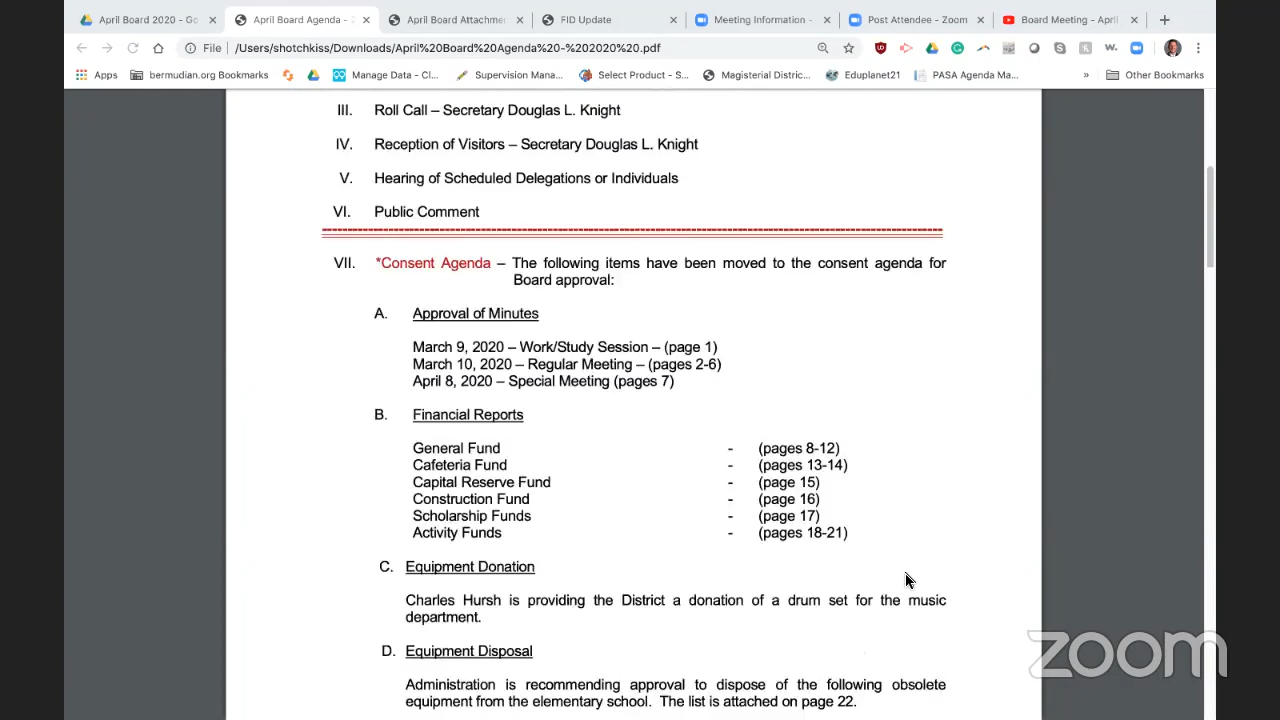 April Board 2020 - Go
April Board Agenda -
April Board Attachmen
FID Update
Meeting Information -
Post Attendee - Zoom
Board Meeting - April
File
/Users/shotchkiss/Downloads/April%20Board%20Agenda%20-%202020%20.pdf
Apps
bermudian.org Bookmarks
Manage Data - Cl...
Supervision Mana...
Select Product - S...
Magisterial Distric...
Eduplanet21
PASA Agenda Ma...
»
Other Bookmarks
III. Roll Call – Secretary Douglas L. Knight
IV. Reception of Visitors – Secretary Douglas L. Knight
V. Hearing of Scheduled Delegations or Individuals
VI. Public Comment
VII. *Consent Agenda – The following items have been moved to the consent agenda for
Board approval:
A. Approval of Minutes
March 9, 2020 – Work/Study Session – (page 1)
March 10, 2020 – Regular Meeting – (pages 2-6)
April 8, 2020 – Special Meeting (pages 7)
B. Financial Reports
General Fund - (pages 8-12)
Cafeteria Fund - (pages 13-14)
Capital Reserve Fund - (page 15)
Construction Fund - (page 16)
Scholarship Funds - (page 17)
Activity Funds - (pages 18-21)
C. Equipment Donation
Charles Hursh is providing the District a donation of a drum set for the music
department.
D. Equipment Disposal
Administration is recommending approval to dispose of the following obsolete
equipment from the elementary school. The list is attached on page 22.
zoom